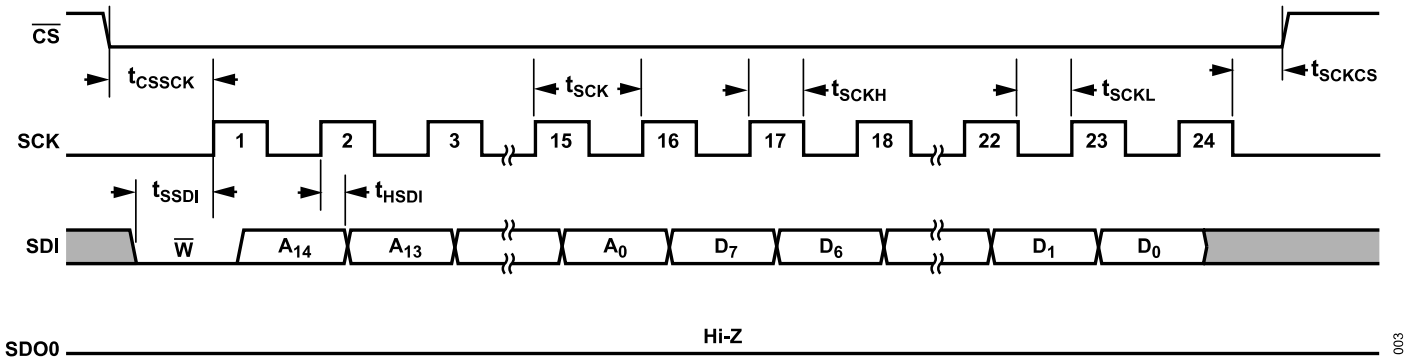 CS
tCSSCK
tSCK
tSCKH
tSCKL
tSCKCS
SCK
1 2 3 15 16 17 18 22 23 24
tSSDI
tHSDI
SDI
W A14 A13 A0 D7 D6 D1 D0
Hi-Z
SDO0
003